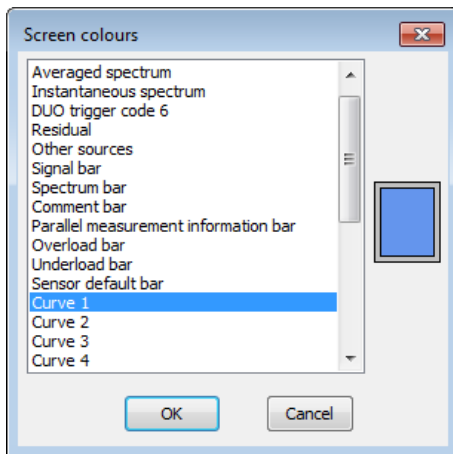 Screen colours
Averaged spectrum
Instantaneous spectrum
DUO trigger code 6
Residual
Other sources
Signal bar
Spectrum bar
Comment bar
Parallel measurement information bar
Overload bar
Underload bar
Sensor default bar
Curve 1
Curve 2
Curve 3
Curve 4
OK
Cancel